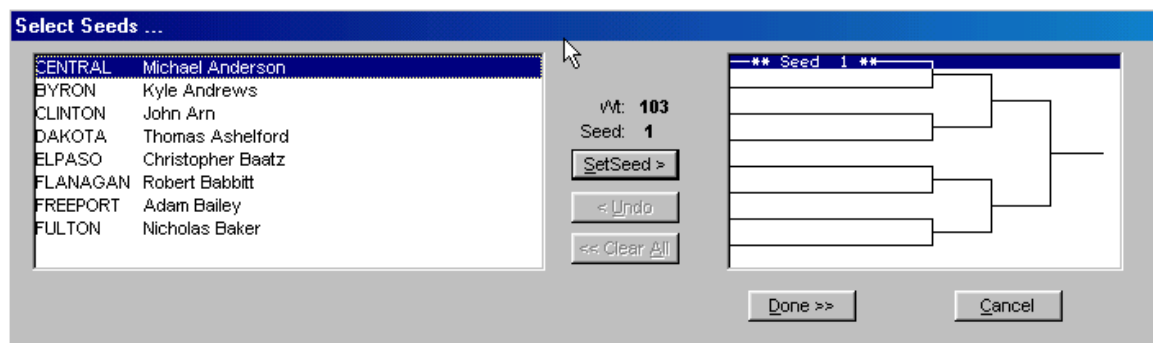 Select Seeds ...
CENTRAL Michael Anderson
BYRON Kyle Andrews
CLINTON John Arn
DAKOTA Thomas Ashelford
ELPASO Christopher Baatz
FLANAGAN Robert Babbitt
FREEPORT Adam Bailey
FULTON Nicholas Baker
Wt: 103
Seed: 1
SetSeed >
< Undo
<< Clear All
** Seed 1 **
Done >>
Cancel